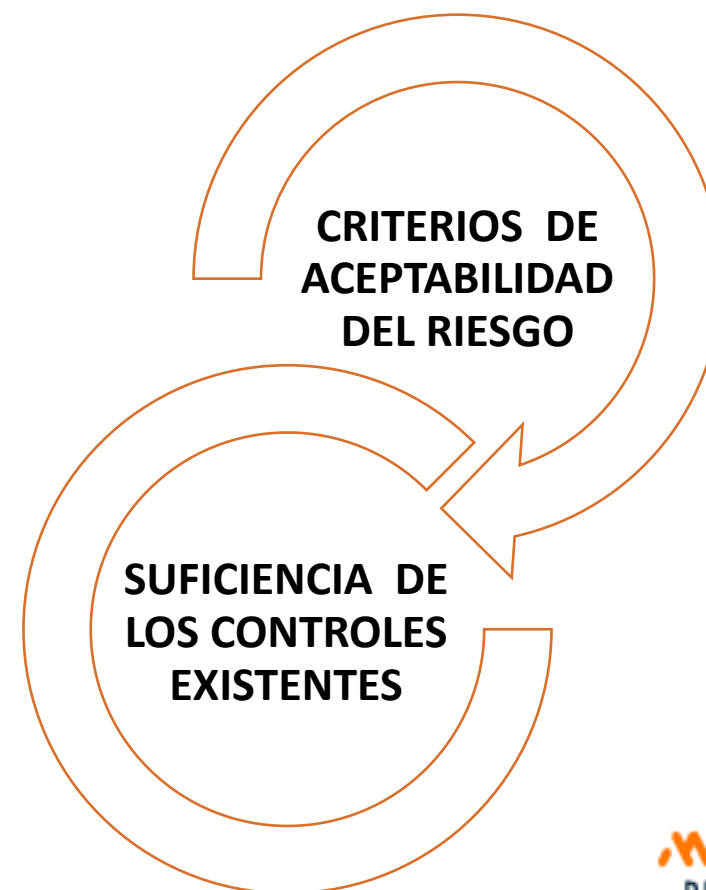 CRITERIOS DE
ACEPTABILIDAD
DEL RIESGO
SUFICIENCIA DE
LOS CONTROLES
EXISTENTES